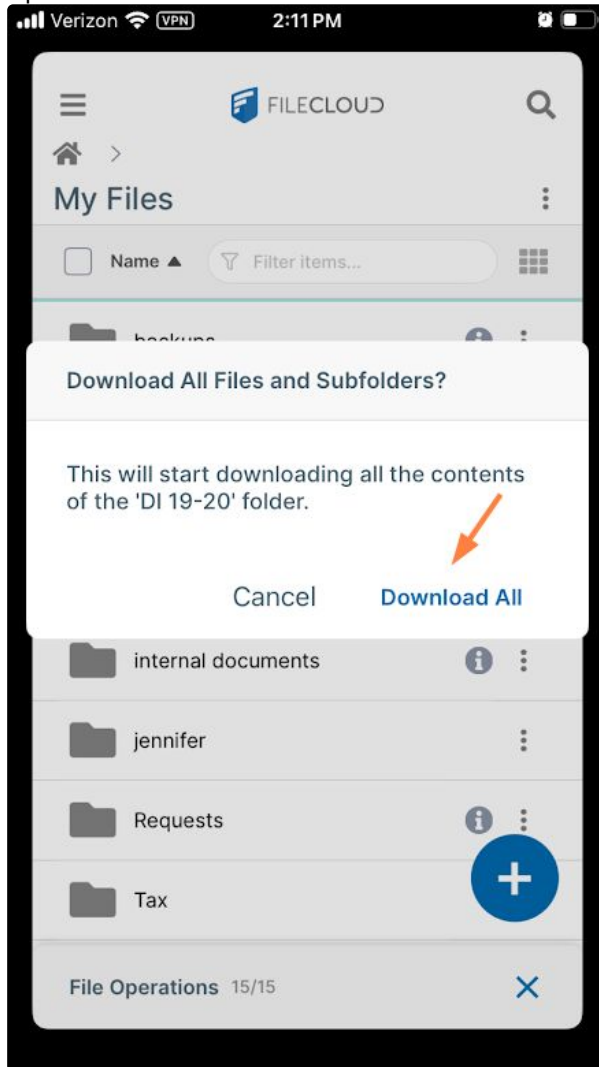 Verizon VPN 2:11 PM
FILECLOUD
My Files
Name ▲ Filter items...
backups
Download All Files and Subfolders?
This will start downloading all the contents
of the 'DI 19-20' folder.
Cancel Download All
internal documents
jennifer
Requests
Tax
File Operations 15/15